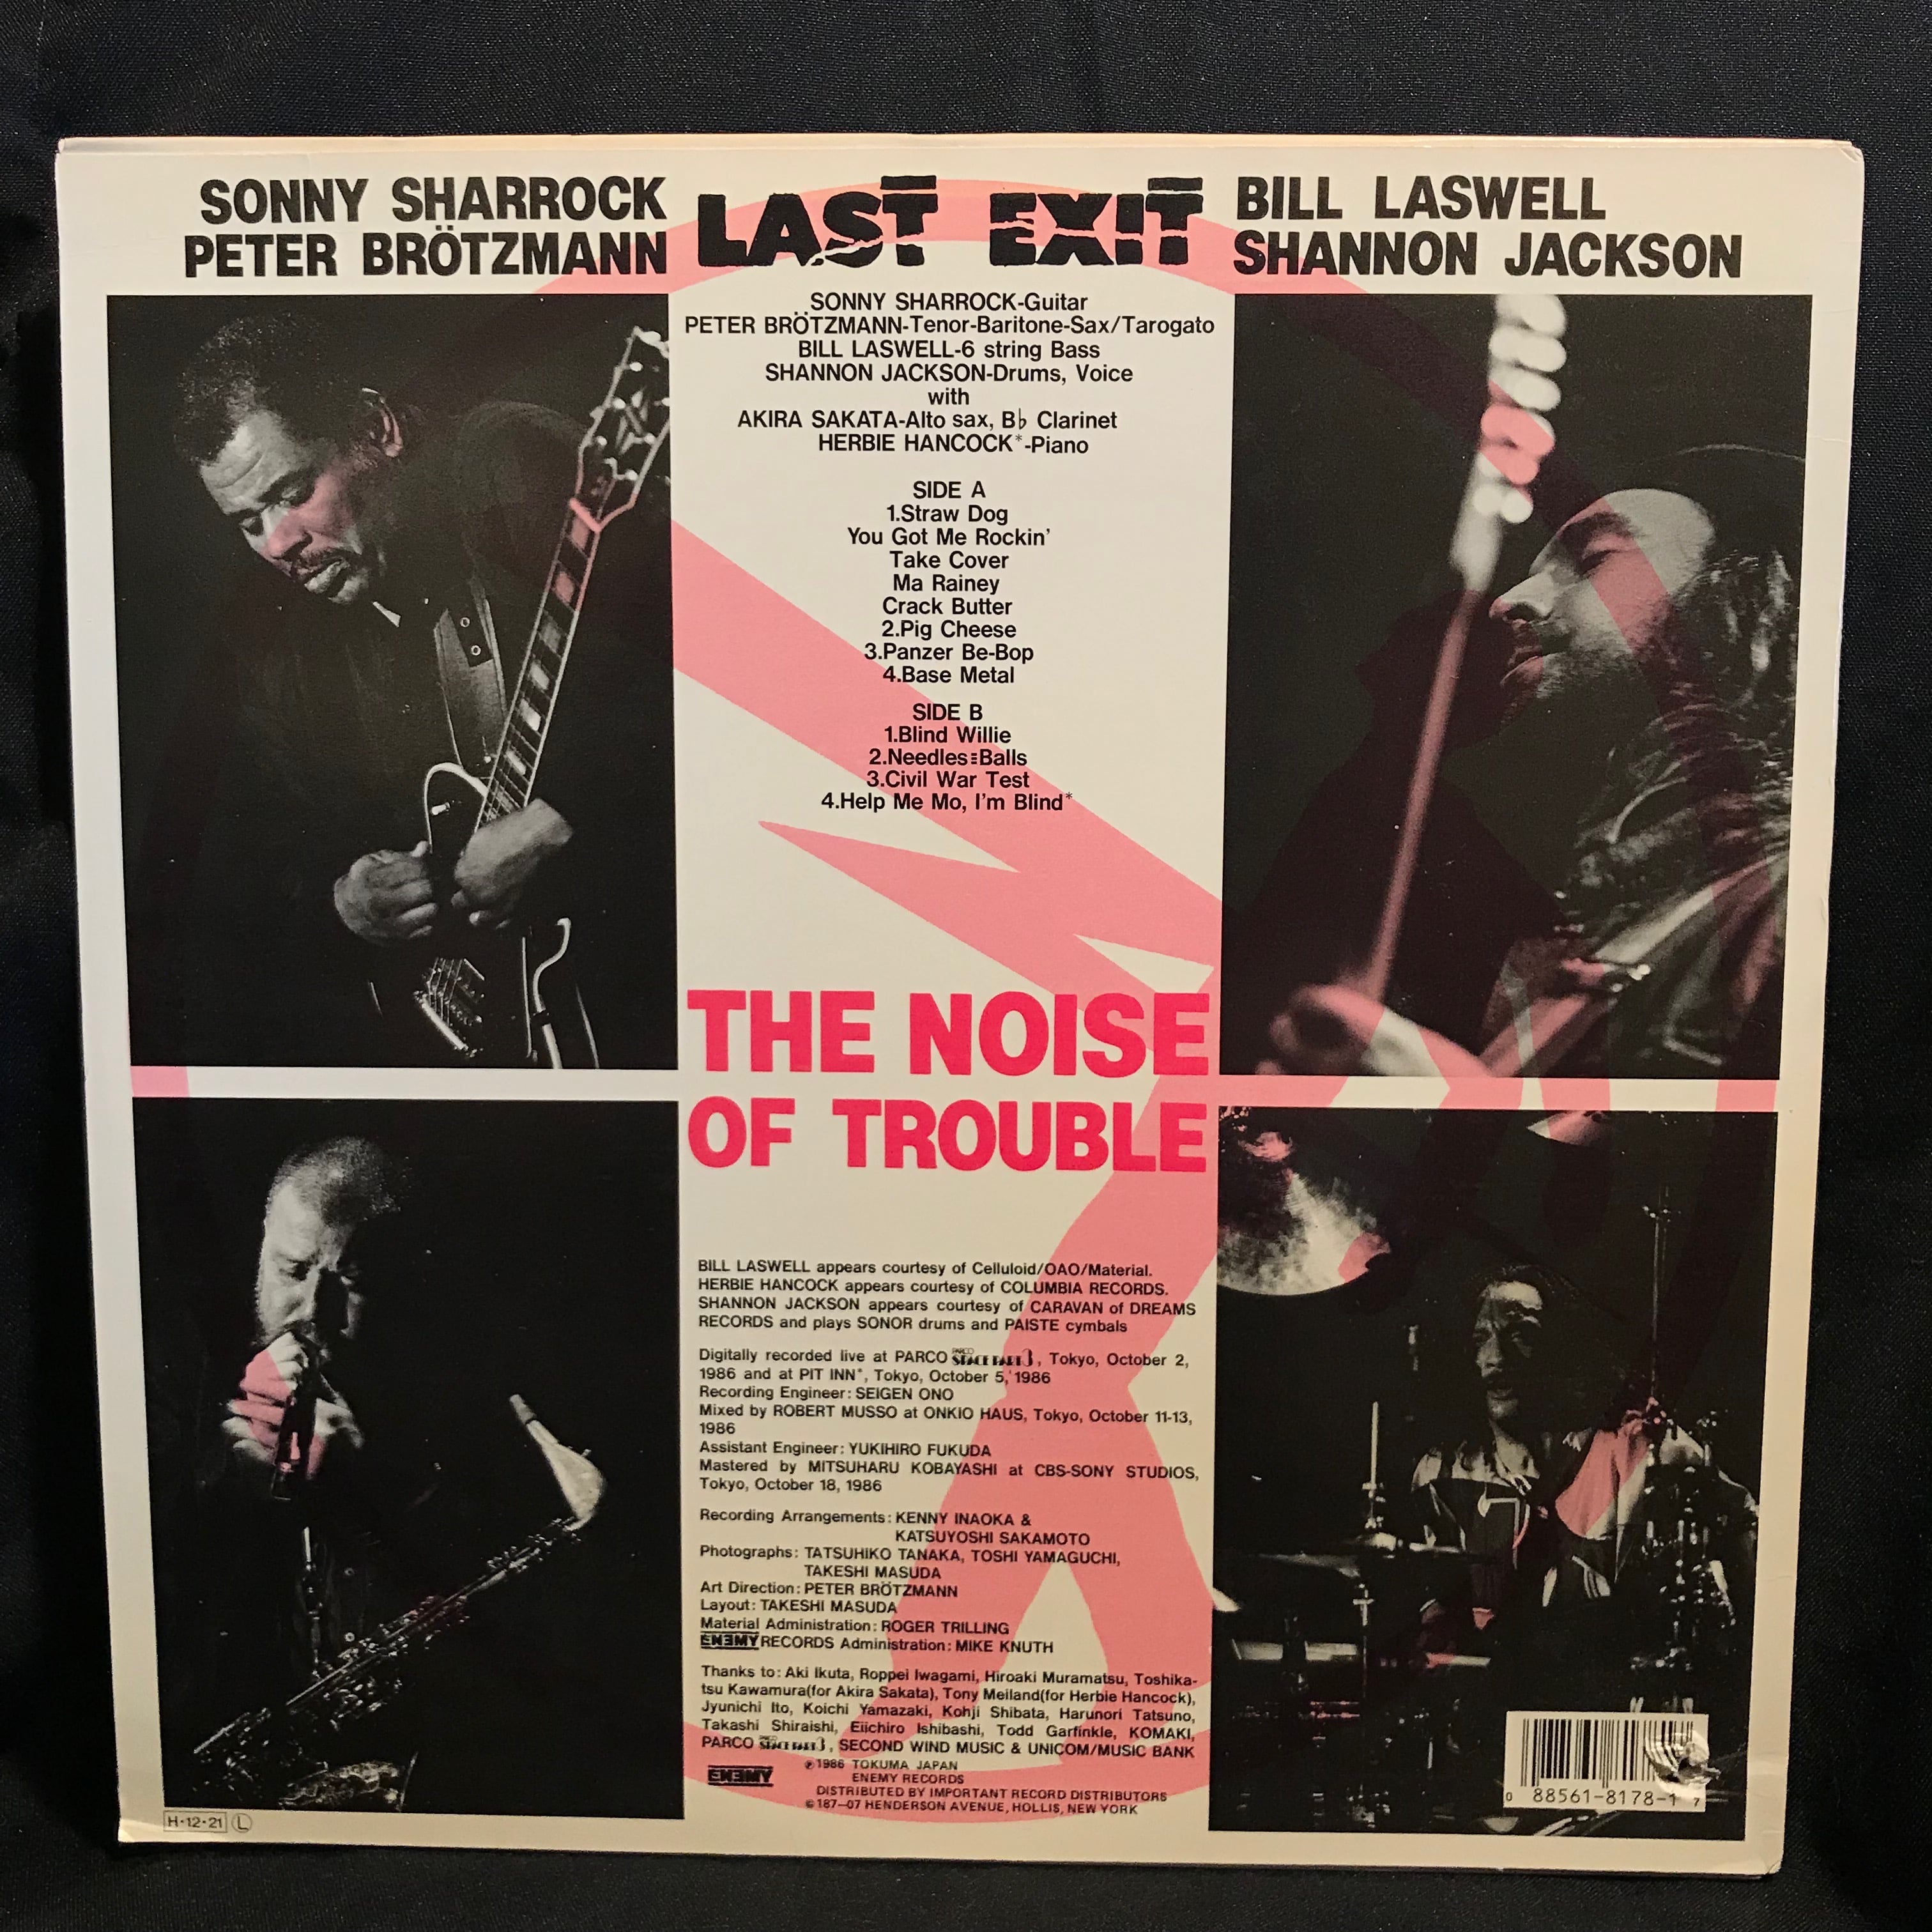 SONNY SHARROCK
PETER BRÖTZMANN
LAST EXIT
BILL LASWELL
SHANNON JACKSON
SONNY SHARROCK-Guitar
PETER BRÖTZMANN-Tenor-Baritone-Sax/Tarogato
BILL LASWELL-6 string Bass
SHANNON JACKSON-Drums, Voice
with
AKIRA SAKATA-Alto sax, B♭ Clarinet
HERBIE HANCOCK*-Piano
SIDE A
1.Straw Dog
You Got Me Rockin'
Take Cover
Ma Rainey
Crack Butter
2.Pig Cheese
3.Panzer Be-Bop
4.Base Metal
SIDE B
1.Blind Willie
2.Needles=Balls
3.Civil War Test
4.Help Me Mo, I'm Blind*
THE NOISE
OF TROUBLE
BILL LASWELL appears courtesy of Celluloid/OAO/Material.
HERBIE HANCOCK appears courtesy of COLUMBIA RECORDS.
SHANNON JACKSON appears courtesy of CARAVAN of DREAMS
RECORDS and plays SONOR drums and PAISTE cymbals
Digitally recorded live at PARCO SPACE PART 3, Tokyo, October 2,
1986 and at PIT INN*, Tokyo, October 5, 1986
Recording Engineer: SEIGEN ONO
Mixed by ROBERT MUSSO at ONKIO HAUS, Tokyo, October 11-13,
1986
Assistant Engineer: YUKIHIRO FUKUDA
Mastered by MITSUHARU KOBAYASHI at CBS-SONY STUDIOS,
Tokyo, October 18, 1986
Recording Arrangements: KENNY INAOKA &
KATSUYOSHI SAKAMOTO
Photographs: TATSUHIKO TANAKA, TOSHI YAMAGUCHI,
TAKESHI MASUDA
Art Direction: PETER BRÖTZMANN
Layout: TAKESHI MASUDA
Material Administration: ROGER TRILLING
ENEMY RECORDS Administration: MIKE KNUTH
Thanks to: Aki Ikuta, Roppei Iwagami, Hiroaki Muramatsu, Toshika-
tsu Kawamura(for Akira Sakata), Tony Meiland(for Herbie Hancock),
Jyunichi Ito, Koichi Yamazaki, Kohji Shibata, Harunori Tatsuno,
Takashi Shiraishi, Eiichiro Ishibashi, Todd Garfinkle, KOMAKI,
PARCO SPACE PART 3, SECOND WIND MUSIC & UNICOM/MUSIC BANK
ENEMY
℗1986 TOKUMA JAPAN
ENEMY RECORDS
DISTRIBUTED BY IMPORTANT RECORD DISTRIBUTORS
©187-07 HENDERSON AVENUE, HOLLIS, NEW YORK
H-12-21 L
0 88561-8178-1 7